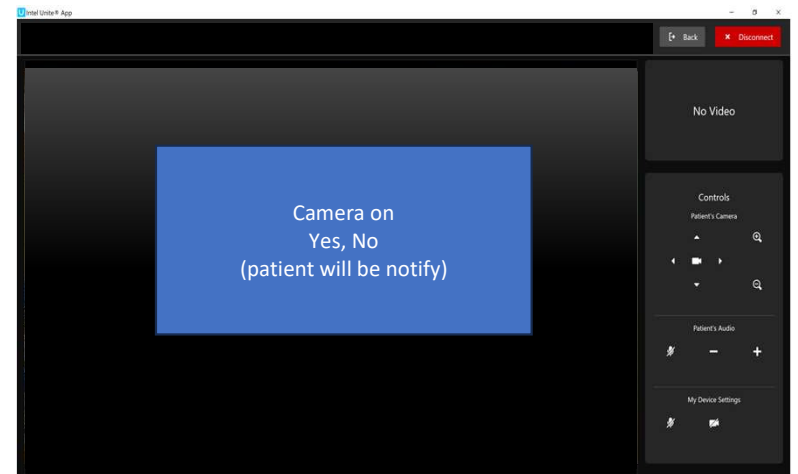 Intel Unite® App
Back
Disconnect
No Video
Camera on
Yes, No
(patient will be notify)
Controls
Patient's Camera
Patient's Audio
My Device Settings